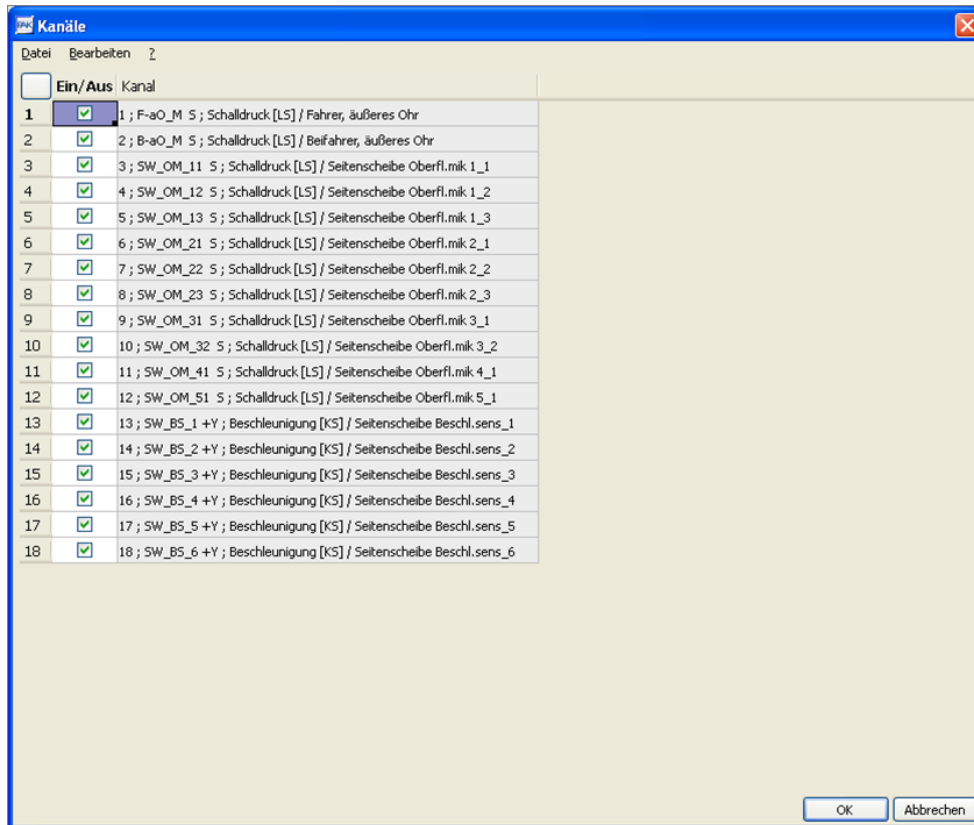 PAK Kanäle
Datei Bearbeiten ?
Ein/Aus Kanal
1 1 ; F-aO_M S ; Schalldruck [LS] / Fahrer, äußeres Ohr
2 2 ; B-aO_M S ; Schalldruck [LS] / Beifahrer, äußeres Ohr
3 3 ; SW_OM_11 S ; Schalldruck [LS] / Seitenscheibe Oberfl.mik 1_1
4 4 ; SW_OM_12 S ; Schalldruck [LS] / Seitenscheibe Oberfl.mik 1_2
5 5 ; SW_OM_13 S ; Schalldruck [LS] / Seitenscheibe Oberfl.mik 1_3
6 6 ; SW_OM_21 S ; Schalldruck [LS] / Seitenscheibe Oberfl.mik 2_1
7 7 ; SW_OM_22 S ; Schalldruck [LS] / Seitenscheibe Oberfl.mik 2_2
8 8 ; SW_OM_23 S ; Schalldruck [LS] / Seitenscheibe Oberfl.mik 2_3
9 9 ; SW_OM_31 S ; Schalldruck [LS] / Seitenscheibe Oberfl.mik 3_1
10 10 ; SW_OM_32 S ; Schalldruck [LS] / Seitenscheibe Oberfl.mik 3_2
11 11 ; SW_OM_41 S ; Schalldruck [LS] / Seitenscheibe Oberfl.mik 4_1
12 12 ; SW_OM_51 S ; Schalldruck [LS] / Seitenscheibe Oberfl.mik 5_1
13 13 ; SW_BS_1 +Y ; Beschleunigung [KS] / Seitenscheibe Beschl.sens_1
14 14 ; SW_BS_2 +Y ; Beschleunigung [KS] / Seitenscheibe Beschl.sens_2
15 15 ; SW_BS_3 +Y ; Beschleunigung [KS] / Seitenscheibe Beschl.sens_3
16 16 ; SW_BS_4 +Y ; Beschleunigung [KS] / Seitenscheibe Beschl.sens_4
17 17 ; SW_BS_5 +Y ; Beschleunigung [KS] / Seitenscheibe Beschl.sens_5
18 18 ; SW_BS_6 +Y ; Beschleunigung [KS] / Seitenscheibe Beschl.sens_6
OK Abbrechen